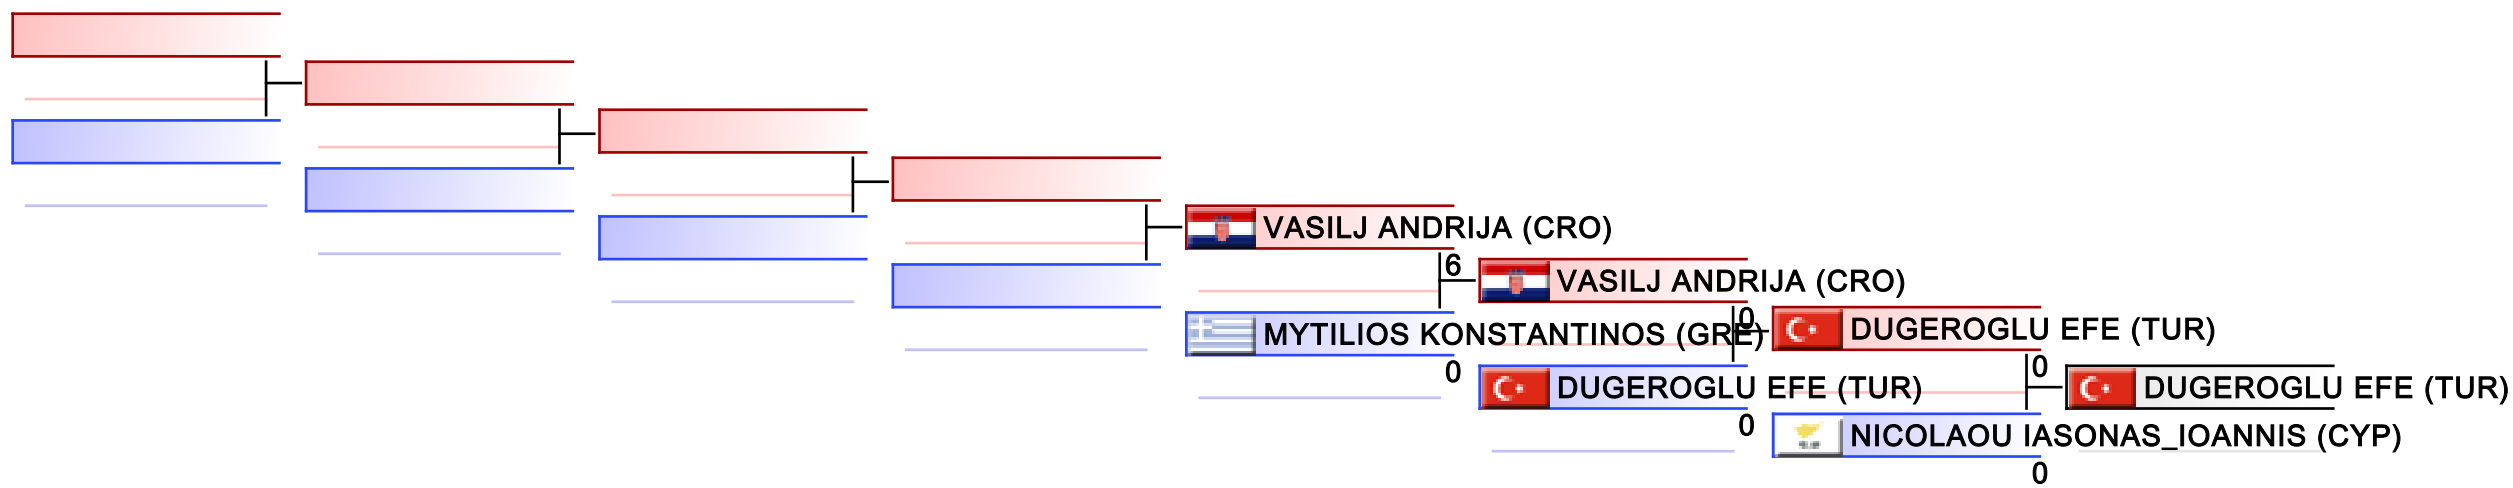 VASILJ ANDRIJA (CRO)
6
VASILJ ANDRIJA (CRO)
MYTILIOS KONSTANTINOS (GRE)
0
0
DUGEROGLU EFE (TUR)
DUGEROGLU EFE (TUR)
0
0
DUGEROGLU EFE (TUR)
NICOLAOU IASONAS_IOANNIS (CYP)
0